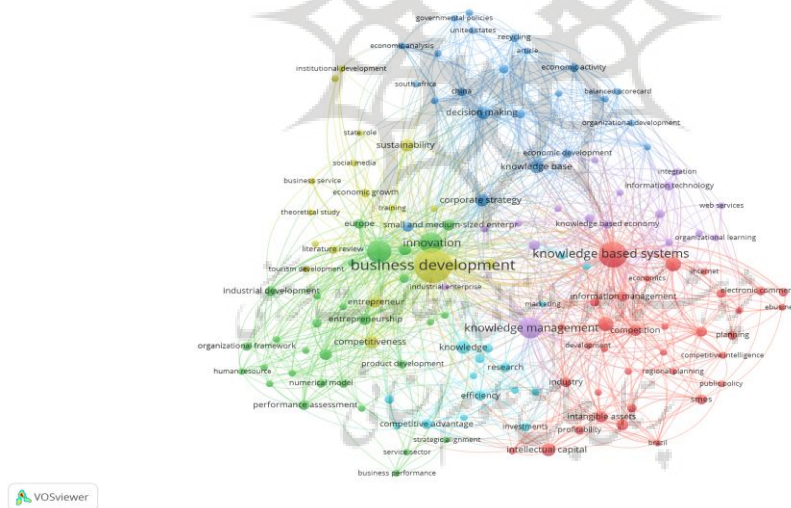 governmental policies
united states
recycling
economic analysis
article
institutional development
economic activity
south africa
china
balanced scorecard
decision making
organizational development
state role
sustainability
economic development
social media
knowledge base
integration
business service
information technology
economic growth
corporate strategy
web services
training
theoretical study
europe
small and medium-sized enterpr
knowledge based economy
organizational learning
innovation
literature review
knowledge based systems
business development
tourism development
internet
economics
industrial development
industrial enterprise
electronic commerc
information management
entrepreneur
marketing
ebusine
entrepreneurship
knowledge management
competition
planning
competitiveness
organizational framework
knowledge
development
competitive intelligence
product development
research
human resource
regional planning
numerical model
industry
public policy
efficiency
smes
performance assessment
intangible assets
competitive advantage
investments
profitability
strategic alignment
brazil
service sector
intellectual capital
business performance
VOSviewer